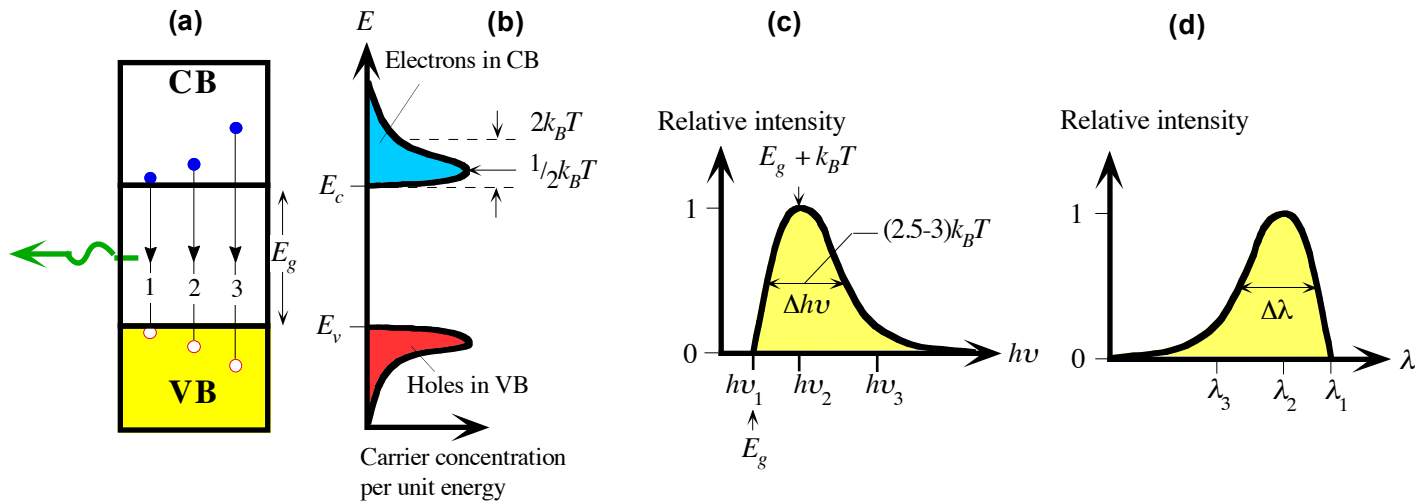 (a)
CB
1 2 3
E_g
VB
(b)
E
Electrons in CB
2k_BT
1/2k_BT
E_c
E_v
Holes in VB
Carrier concentration
per unit energy
(c)
Relative intensity
E_g + k_BT
1
(2.5-3)k_BT
Δhυ
0
hυ
hυ_1 hυ_2 hυ_3
E_g
(d)
Relative intensity
1
Δλ
0
λ
λ_3 λ_2 λ_1